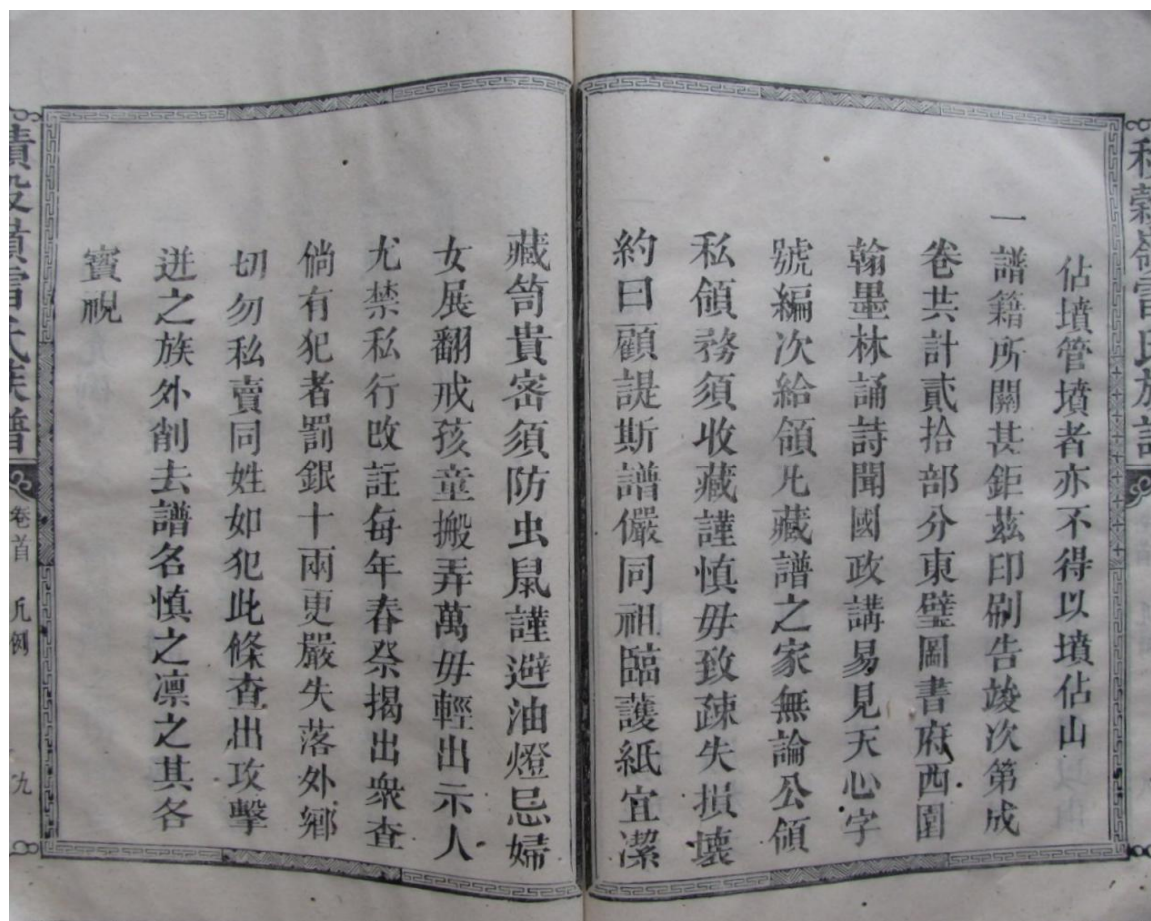 佔墳管墳者亦不得以墳佔山
一譜籍所關甚鉅茲印刷告竣次第成
卷共計貳拾部分東壁圖書府西園
翰墨林誦詩聞國政講易見天心字
號編次給領凢藏譜之家無論公領
私領務須收藏謹慎毋致疎失損壞
約曰顧諟斯譜儼同祖臨護紙宜潔
藏笥貴密須防虫鼠謹避油燈忌婦
女展翻戒孩童搬弄萬毋輕出示人
尤禁私行改註每年春祭揭出衆查
倘有犯者罰銀十兩更嚴失落外鄉
切勿私賣同姓如犯此條查出攻擊
迸之族外削去譜名慎之凛之其各
寳視
積穀嶺雷氏族譜
卷首 凡例 九